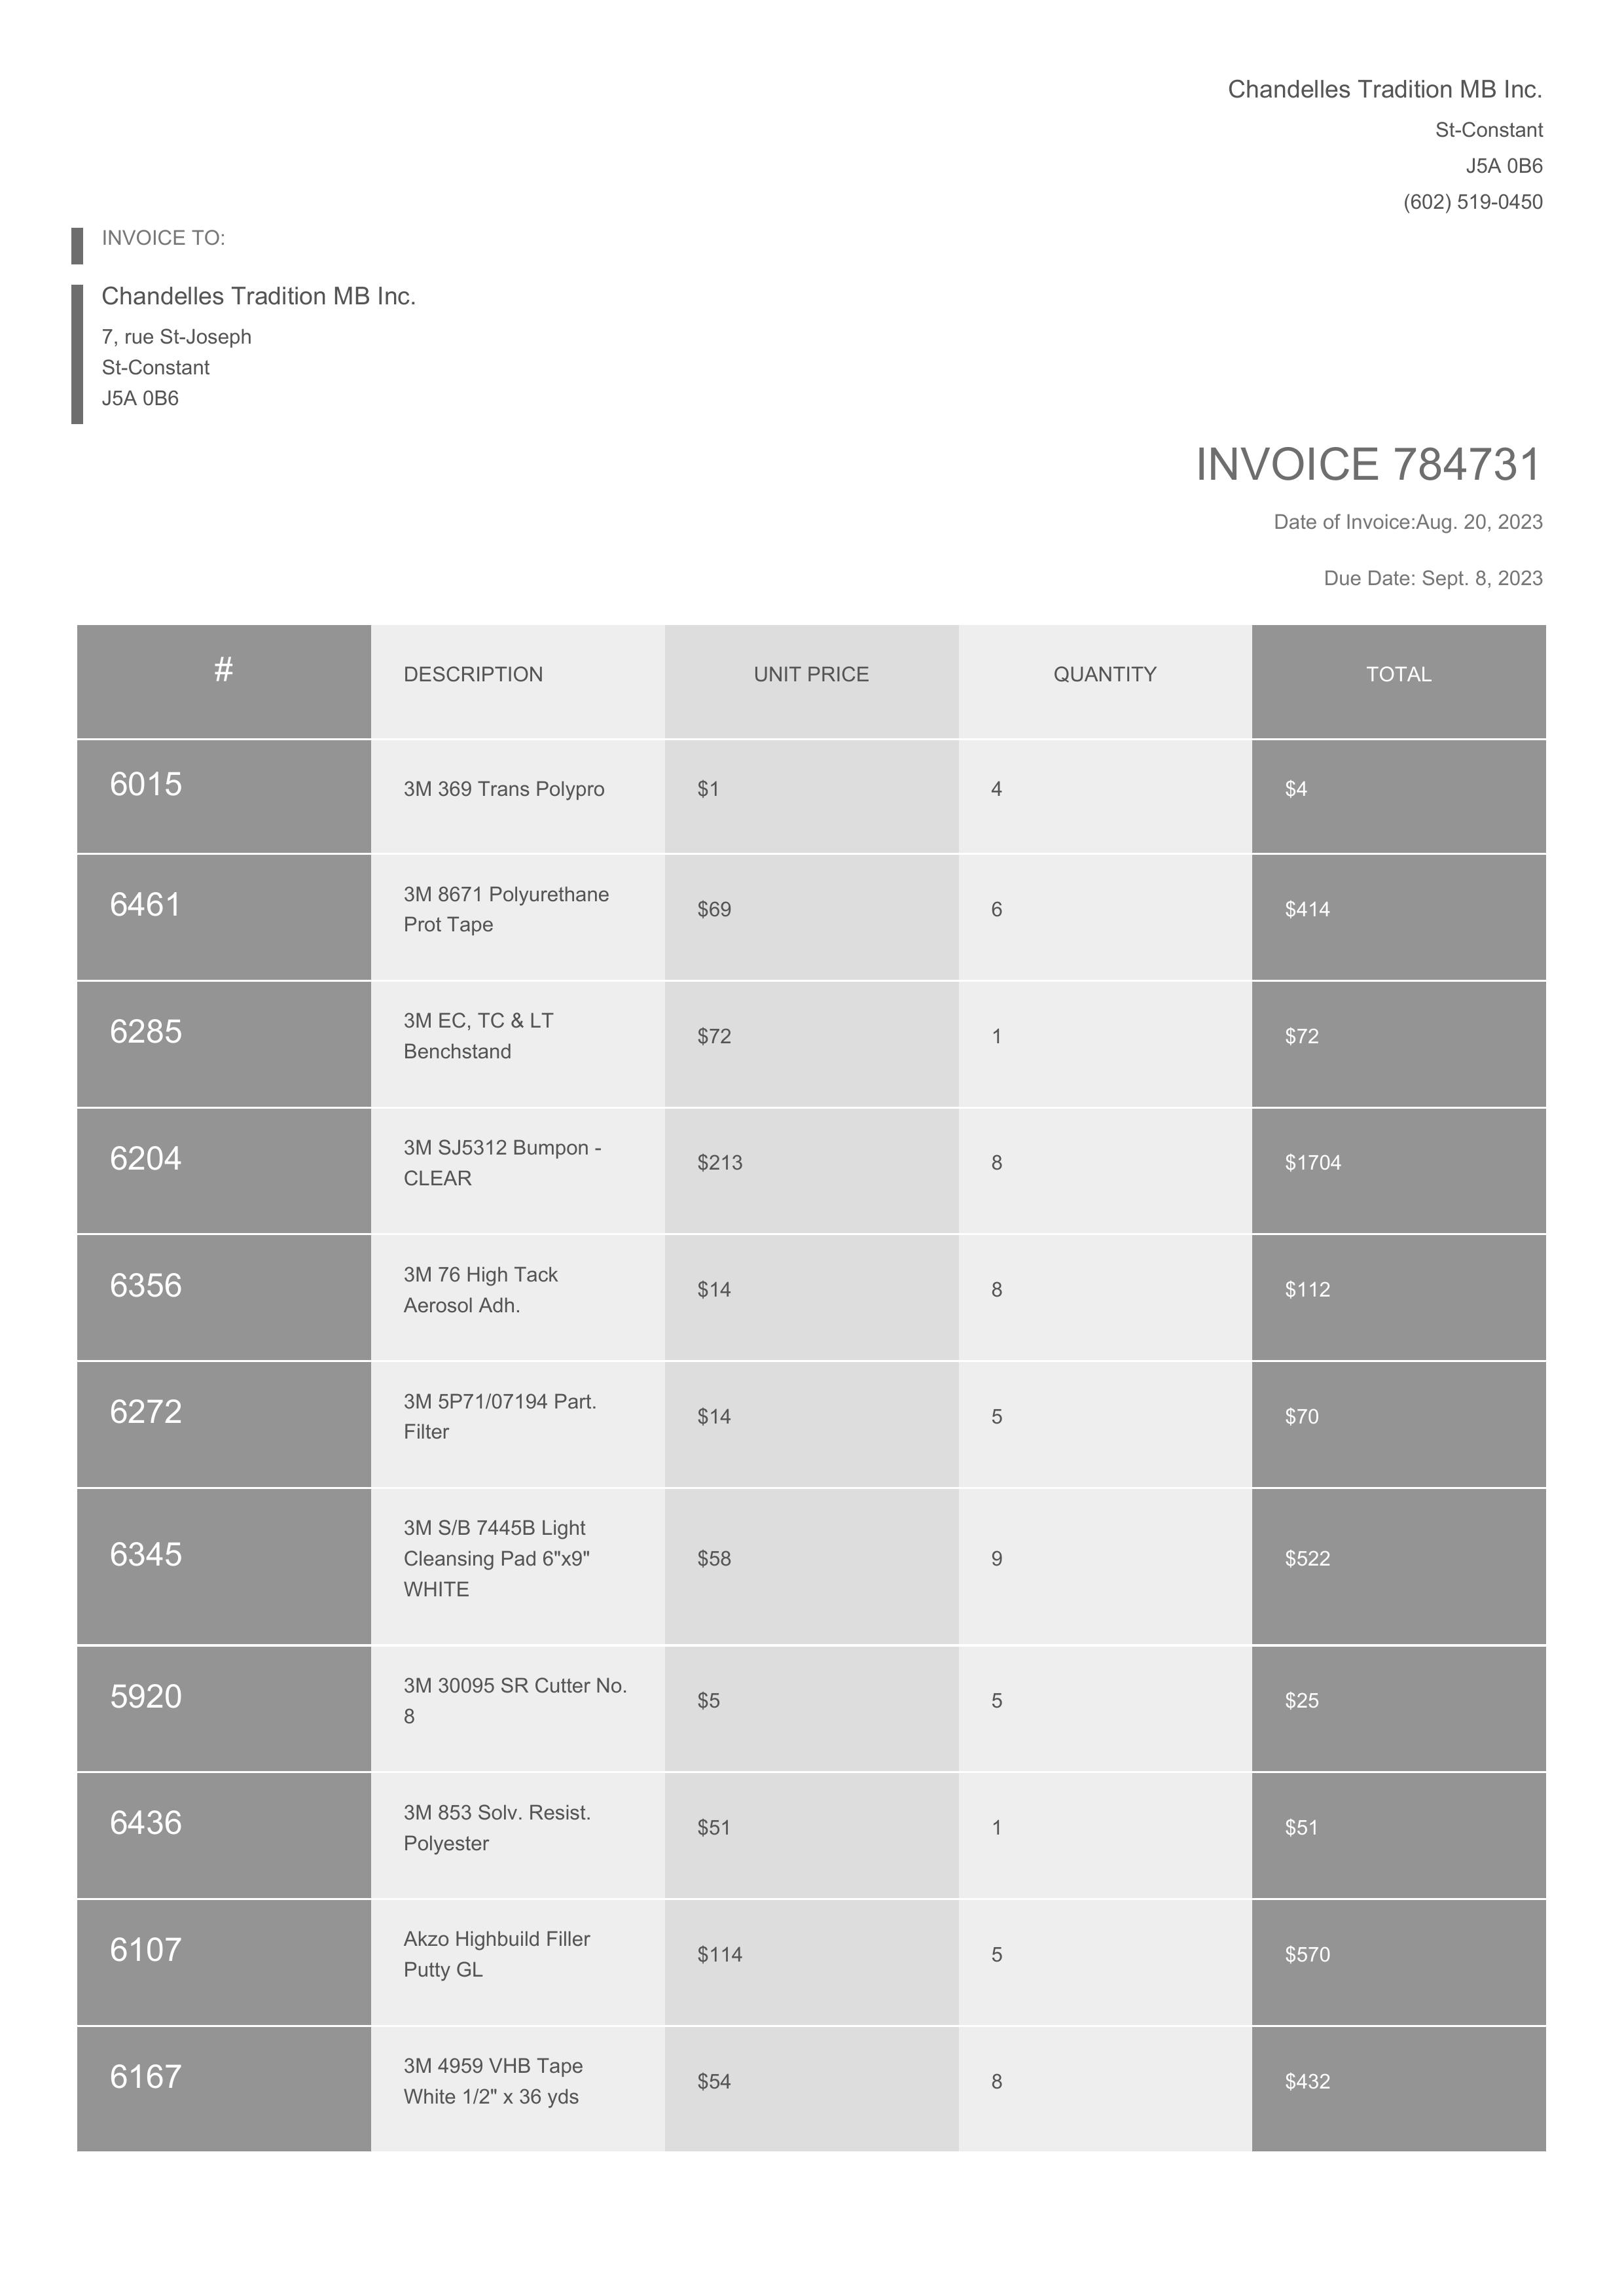 Chandelles Tradition MB Inc.
St-Constant
J5A 0B6
(602) 519-0450
INVOICE TO:
Chandelles Tradition MB Inc.
7, rue St-Joseph
St-Constant
J5A 0B6
INVOICE 784731
Date of Invoice:Aug. 20, 2023
Due Date: Sept. 8, 2023
# DESCRIPTION UNIT PRICE QUANTITY TOTAL
6015 3M 369 Trans Polypro $1 4 $4
6461 3M 8671 Polyurethane
Prot Tape $69 6 $414
6285 3M EC, TC & LT
Benchstand $72 1 $72
6204 3M SJ5312 Bumpon -
CLEAR $213 8 $1704
6356 3M 76 High Tack
Aerosol Adh. $14 8 $112
6272 3M 5P71/07194 Part.
Filter $14 5 $70
6345 3M S/B 7445B Light
Cleansing Pad 6"x9"
WHITE $58 9 $522
5920 3M 30095 SR Cutter No.
8 $5 5 $25
6436 3M 853 Solv. Resist.
Polyester $51 1 $51
6107 Akzo Highbuild Filler
Putty GL $114 5 $570
6167 3M 4959 VHB Tape
White 1/2" x 36 yds $54 8 $432